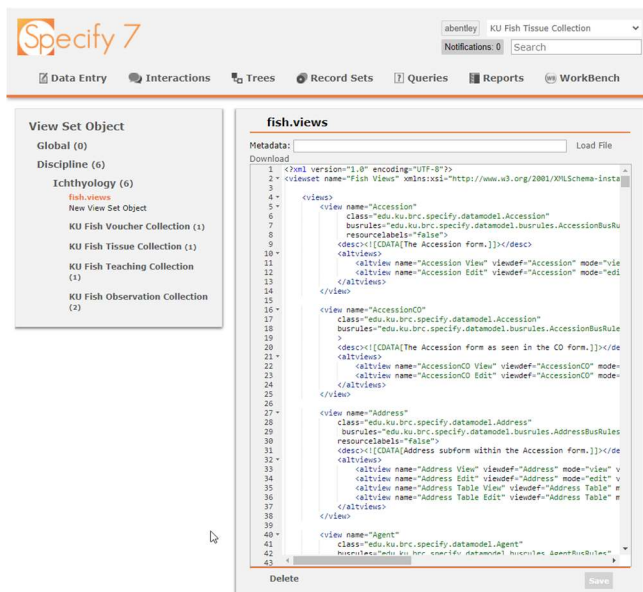 Specify 7
abentley KU Fish Tissue Collection
Notifications: 0 Search
Data Entry Interactions Trees Record Sets Queries Reports WorkBench
View Set Object
Global (0)
Discipline (6)
Ichthyology (6)
fish.views
New View Set Object
KU Fish Voucher Collection (1)
KU Fish Tissue Collection (1)
KU Fish Teaching Collection
(1)
KU Fish Observation Collection
(2)
fish.views
Metadata: Load File
Download
1 <?xml version="1.0" encoding="UTF-8"?>
2 <viewset name="Fish Views" xmlns:xsi="http://www.w3.org/2001/XMLSchema-insta
3
4 <views>
5 <view name="Accession"
6 class="edu.ku.brc.specify.datamodel.Accession"
7 busrules="edu.ku.brc.specify.datamodel.busrules.AccessionBusRu
8 resourcelabels="false">
9 <desc><![CDATA[The Accession form.]]></desc>
10 <altviews>
11 <altview name="Accession View" viewdef="Accession" mode="vie
12 <altview name="Accession Edit" viewdef="Accession" mode="edi
13 </altviews>
14 </view>
15
16 <view name="AccessionCO"
17 class="edu.ku.brc.specify.datamodel.Accession"
18 busrules="edu.ku.brc.specify.datamodel.busrules.AccessionBusRule
19 >
20 <desc><![CDATA[The Accession form as seen in the CO form.]]></de
21 <altviews>
22 <altview name="AccessionCO View" viewdef="AccessionCO" mode=
23 <altview name="AccessionCO Edit" viewdef="AccessionCO" mode=
24 </altviews>
25 </view>
26
27 <view name="Address"
28 class="edu.ku.brc.specify.datamodel.Address"
29 busrules="edu.ku.brc.specify.datamodel.busrules.AddressBusRules
30 resourcelabels="false">
31 <desc><![CDATA[Address subform within the Accession form.]]></de
32 <altviews>
33 <altview name="Address View" viewdef="Address" mode="view" v
34 <altview name="Address Edit" viewdef="Address" mode="edit" v
35 <altview name="Address Table View" viewdef="Address Table" m
36 <altview name="Address Table Edit" viewdef="Address Table" m
37 </altviews>
38 </view>
39
40 <view name="Agent"
41 class="edu.ku.brc.specify.datamodel.Agent"
42 busrules="edu.ku.brc.specify.datamodel.busrules.AgentBusRules"
43
Delete Save